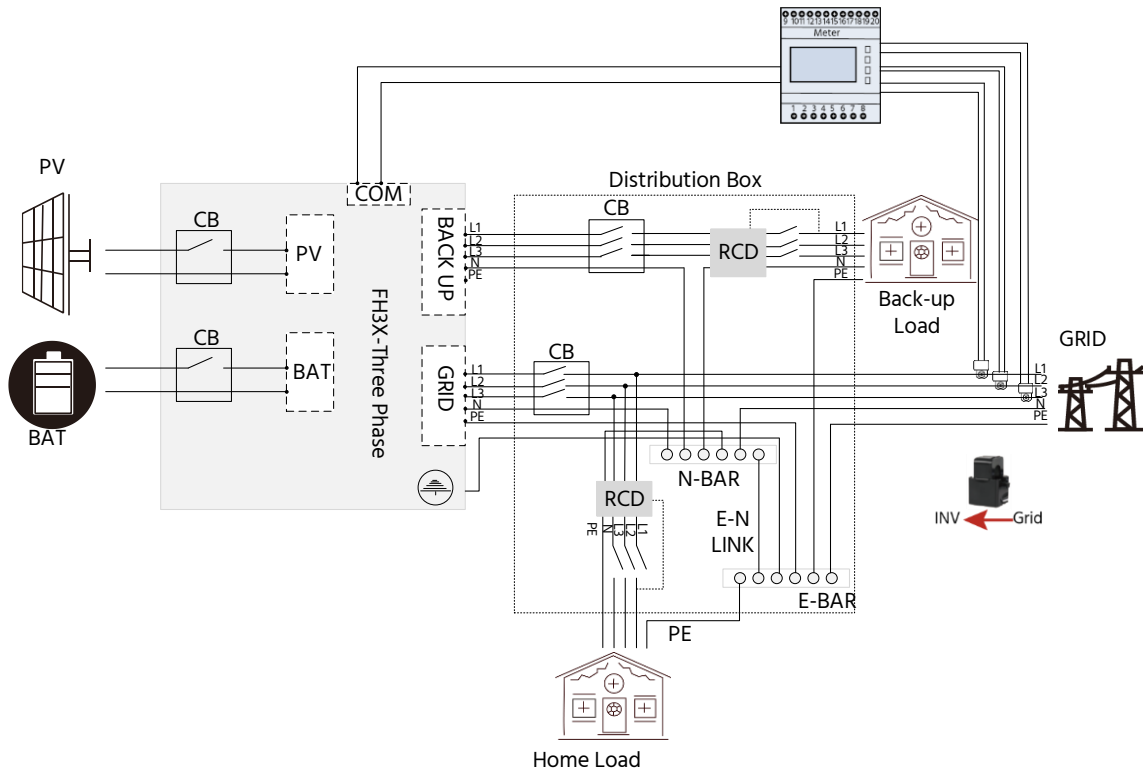 9 10 11 12 13 14 15 16 17 18 19 20
Meter
1 2 3 4 5 6 7 8
PV
COM
Distribution Box
CB
CB
BACK UP
L1
L2
L3
N
PE
RCD
L1
L2
L3
N
PE
PV
Back-up
Load
FH3X-Three Phase
CB
CB
GRID
BAT
GRID
L1
L2
L3
N
PE
L1
L2
L3
N
PE
BAT
N-BAR
RCD
E-N
LINK
INV
Grid
PE
N
L3
L2
L1
E-BAR
PE
Home Load